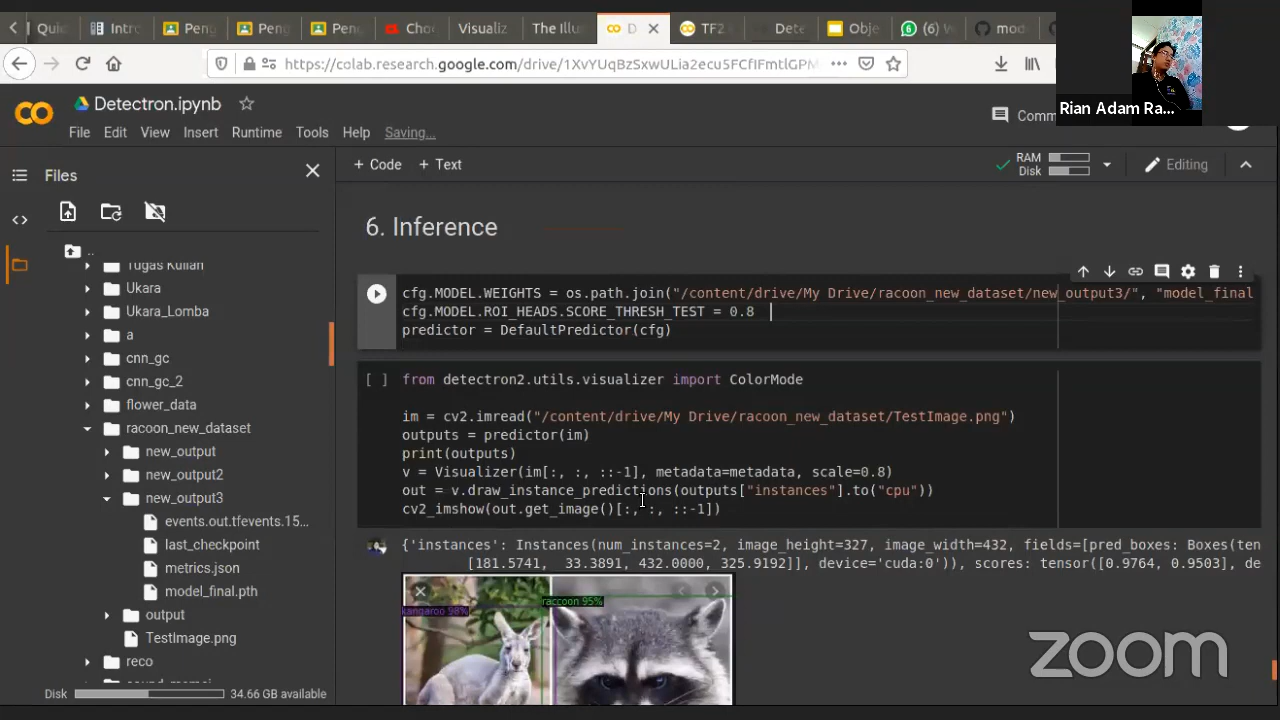 Quic
Intro
Peng
Peng
Peng
Choo
Visualiz
The Illus
D
TF2
Dete
Obje
(6) W
mod
https://colab.research.google.com/drive/1XvYUqBzSxwULia2ecu5FCfIFmtlGPM
Rian Adam Ra...
Detectron.ipynb
File Edit View Insert Runtime Tools Help Saving...
Comm
+ Code + Text
RAM
Disk
Editing
Files
..
Tugas Kuliah
Ukara
Ukara_Lomba
a
cnn_gc
cnn_gc_2
flower_data
racoon_new_dataset
new_output
new_output2
new_output3
events.out.tfevents.15...
last_checkpoint
metrics.json
model_final.pth
output
TestImage.png
reco
Disk 34.66 GB available
6. Inference
cfg.MODEL.WEIGHTS = os.path.join("/content/drive/My Drive/racoon_new_dataset/new_output3/", "model_final
cfg.MODEL.ROI_HEADS.SCORE_THRESH_TEST = 0.8
predictor = DefaultPredictor(cfg)
[ ] from detectron2.utils.visualizer import ColorMode
im = cv2.imread("/content/drive/My Drive/racoon_new_dataset/TestImage.png")
outputs = predictor(im)
print(outputs)
v = Visualizer(im[:, :, ::-1], metadata=metadata, scale=0.8)
out = v.draw_instance_predictions(outputs["instances"].to("cpu"))
cv2_imshow(out.get_image()[:, :, ::-1])
{'instances': Instances(num_instances=2, image_height=327, image_width=432, fields=[pred_boxes: Boxes(ten
[181.5741, 33.3891, 432.0000, 325.9192]], device='cuda:0')), scores: tensor([0.9764, 0.9503], de
kangaroo 98%
raccoon 95%
zoom